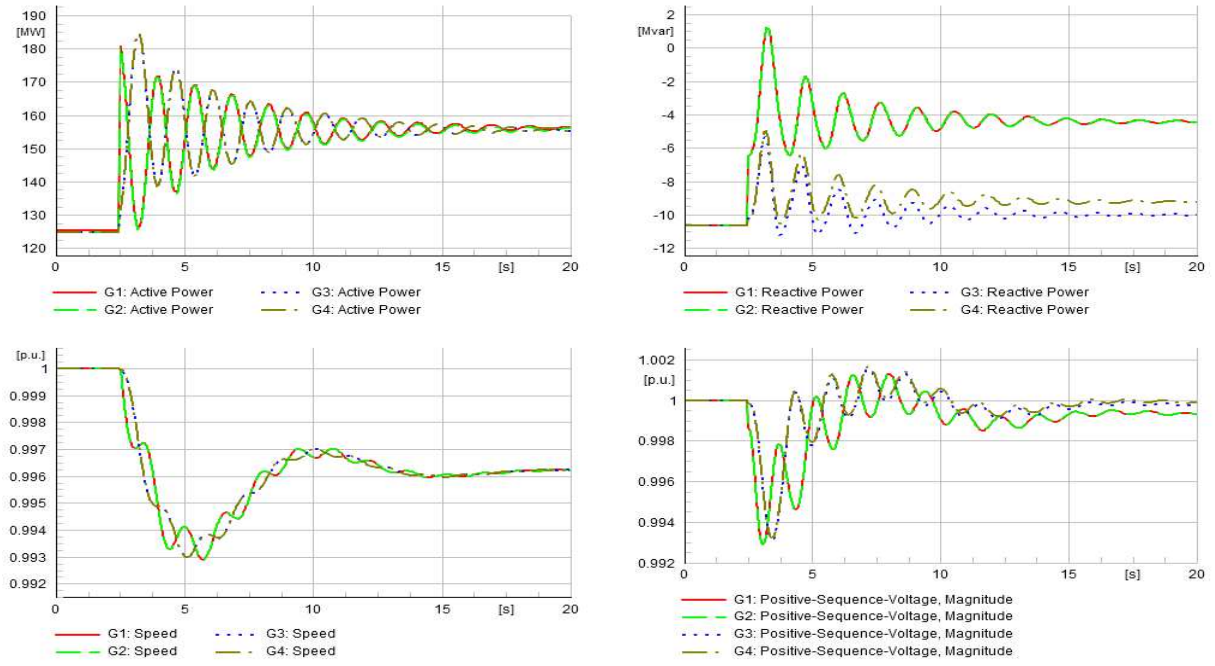 190
[MW]
180
170
160
150
140
130
120
0 5 10 15 [s] 20
G1: Active Power G3: Active Power
G2: Active Power G4: Active Power
2
[Mvar]
0
-2
-4
-6
-8
-10
-12
0 5 10 15 [s] 20
G1: Reactive Power G3: Reactive Power
G2: Reactive Power G4: Reactive Power
[p.u.]
1
0.999
0.998
0.997
0.996
0.995
0.994
0.993
0.992
0 5 10 15 [s] 20
G1: Speed G3: Speed
G2: Speed G4: Speed
1.002
[p.u.]
1
0.998
0.996
0.994
0.992
0 5 10 15 [s] 20
G1: Positive-Sequence-Voltage, Magnitude
G2: Positive-Sequence-Voltage, Magnitude
G3: Positive-Sequence-Voltage, Magnitude
G4: Positive-Sequence-Voltage, Magnitude